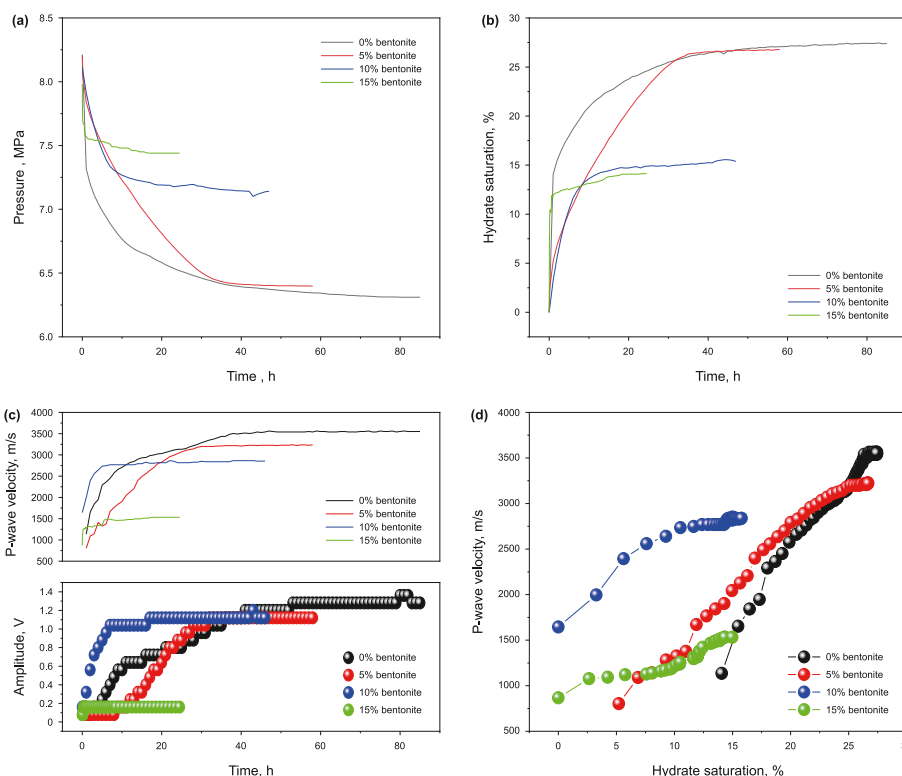 (a)
8.5
8.0
7.5
7.0
6.5
6.0
Pressure , MPa
0% bentonite
5% bentonite
10% bentonite
15% bentonite
0 20 40 60 80
Time , h
(b)
30
25
20
15
10
5
0
Hydrate saturation, %
0% bentonite
5% bentonite
10% bentonite
15% bentonite
0 20 40 60 80
Time, h
(c)
4000
3500
3000
2500
2000
1500
1000
500
P-wave velocity, m/s
0% bentonite
5% bentonite
10% bentonite
15% bentonite
1.4
1.2
1.0
0.8
0.6
0.4
0.2
0
Amplitude, V
0% bentonite
5% bentonite
10% bentonite
15% bentonite
0 20 40 60 80
Time, h
(d)
4000
3500
3000
2500
2000
1500
1000
500
P-wave velocity, m/s
0% bentonite
5% bentonite
10% bentonite
15% bentonite
0 5 10 15 20 25 30
Hydrate saturation, %